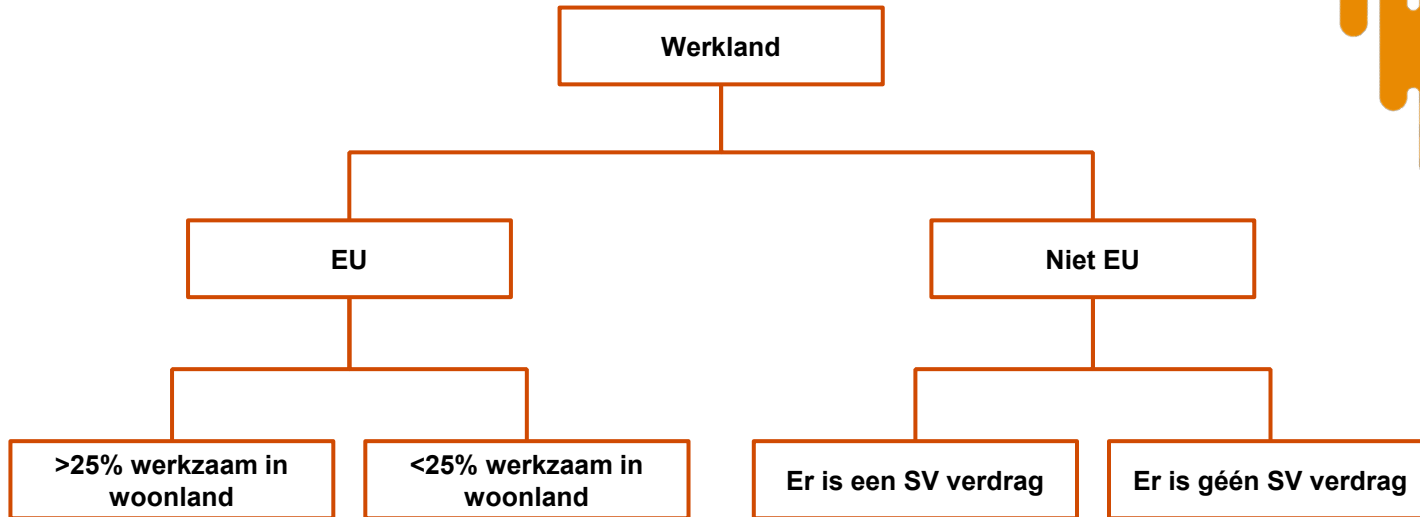 Werkland
EU
Niet EU
>25% werkzaam in
woonland
<25% werkzaam in
woonland
Er is een SV verdrag
Er is géén SV verdrag